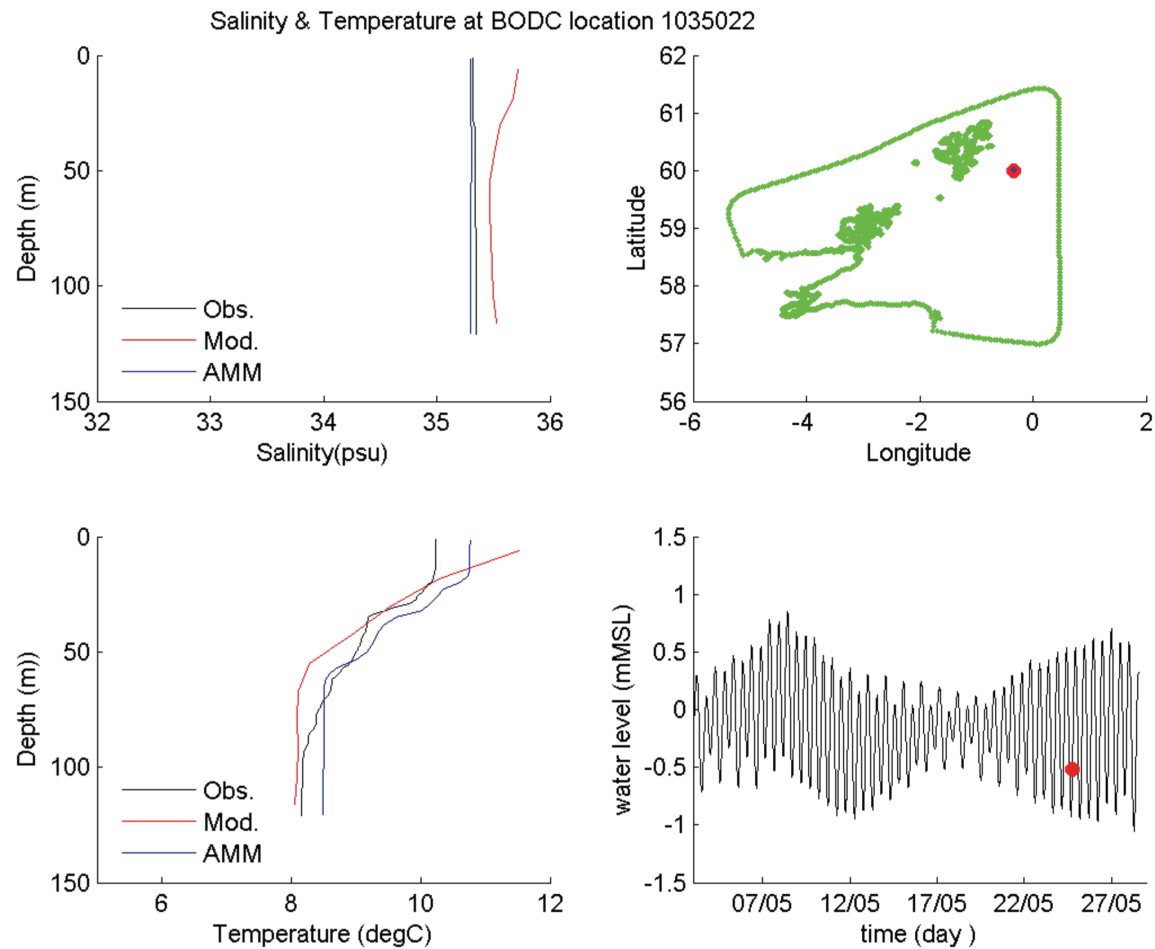 Salinity & Temperature at BODC location 1035022
0
50
100
150
Depth (m)
Obs.
Mod.
AMM
32 33 34 35 36
Salinity(psu)
62
61
60
59
58
57
56
Latitude
-6 -4 -2 0 2
Longitude
0
50
100
150
Depth (m))
Obs.
Mod.
AMM
6 8 10 12
Temperature (degC)
1.5
1
0.5
0
-0.5
-1
-1.5
water level (mMSL)
07/05 12/05 17/05 22/05 27/05
time (day )